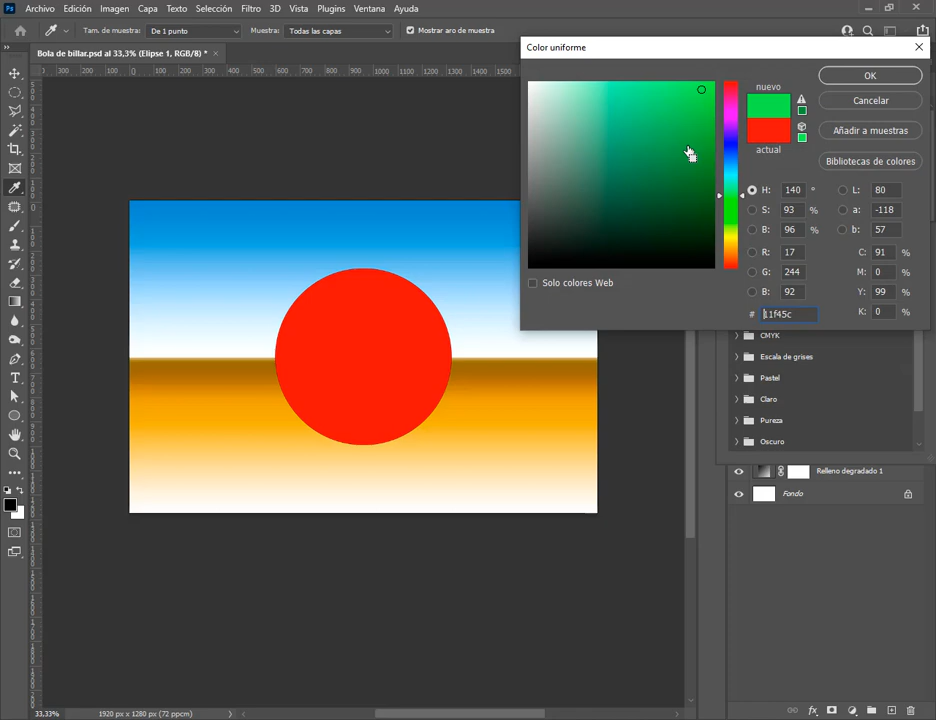 Ps Archivo Edición Imagen Capa Texto Selección Filtro 3D Vista Plugins Ventana Ayuda
Tam. de muestra: De 1 punto Muestra: Todas las capas Mostrar aro de muestra
Bola de billar.psd al 33,3% (Elipse 1, RGB/8) * ×
Color uniforme
nuevo
actual
OK
Cancelar
Añadir a muestras
Bibliotecas de colores
H: 140 °
S: 93 %
B: 96 %
R: 17
G: 244
B: 92
# 11f45c
L: 80
a: -118
b: 57
C: 91 %
M: 0 %
Y: 99 %
K: 0 %
Solo colores Web
CMYK
Escala de grises
Pastel
Claro
Pureza
Oscuro
Relleno degradado 1
Fondo
33,33% 1920 px x 1280 px (72 ppcm)